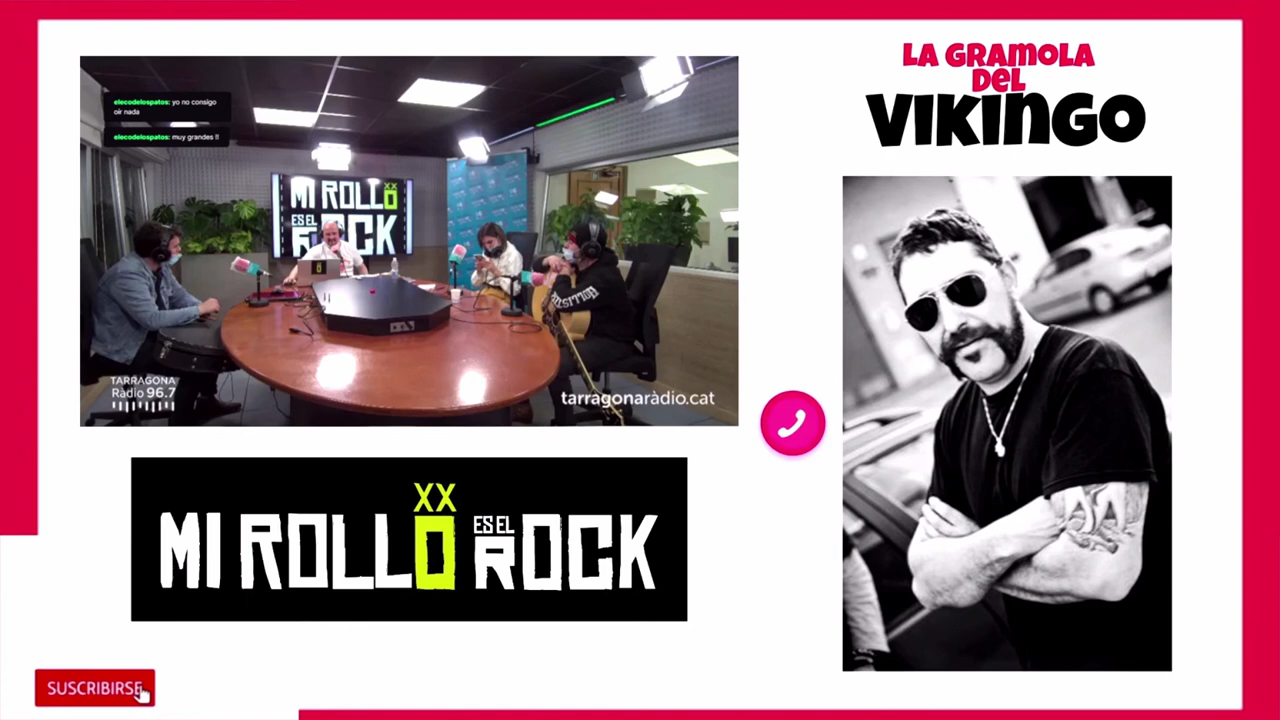 LA GRAMOLA
DEL
VIKINGO
elecodelospatos: yo no consigo
oir nada
elecodelospatos: muy grandes !!
MI ROLLO
XX
ES EL
ROCK
TARRAGONA
Ràdio 96.7
tarragonaràdio.cat
XX
MI ROLLO ES EL ROCK
SUSCRIBIRSE